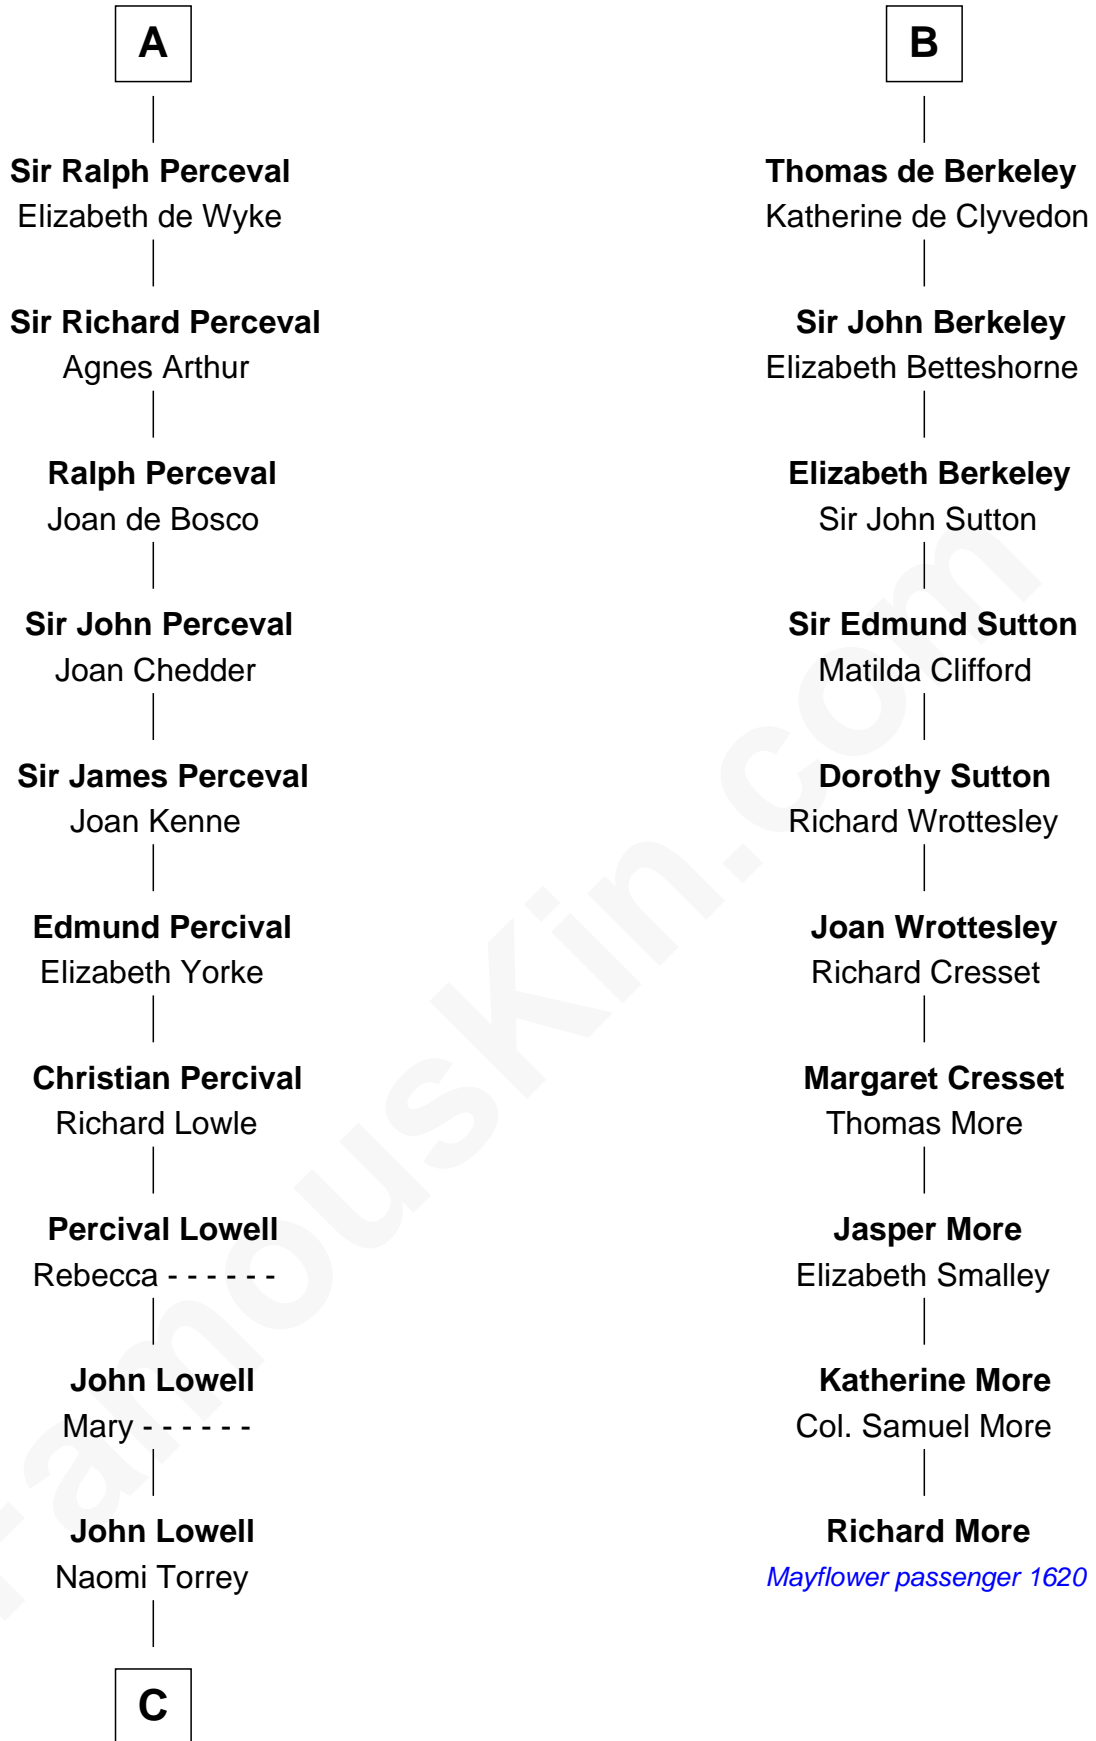 A
Sir Ralph Perceval
Elizabeth de Wyke
Sir Richard Perceval
Agnes Arthur
Ralph Perceval
Joan de Bosco
Sir John Perceval
Joan Chedder
Sir James Perceval
Joan Kenne
Edmund Percival
Elizabeth Yorke
Christian Percival
Richard Lowle
Percival Lowell
Rebecca - - - - - -
John Lowell
Mary - - - - - -
John Lowell
Naomi Torrey
C
B
Thomas de Berkeley
Katherine de Clyvedon
Sir John Berkeley
Elizabeth Betteshorne
Elizabeth Berkeley
Sir John Sutton
Sir Edmund Sutton
Matilda Clifford
Dorothy Sutton
Richard Wrottesley
Joan Wrottesley
Richard Cresset
Margaret Cresset
Thomas More
Jasper More
Elizabeth Smalley
Katherine More
Col. Samuel More
Richard More
Mayflower passenger 1620
FamousKin.com